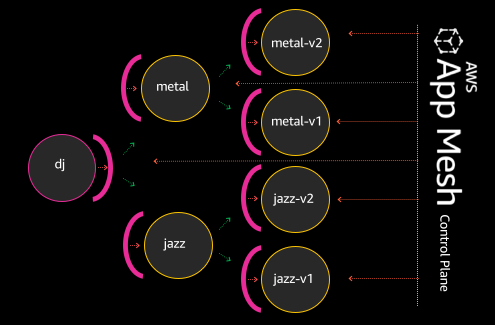 metal-v2
metal
metal-v1
dj
jazz-v2
jazz
jazz-v1
AWS
App Mesh
Control Plane